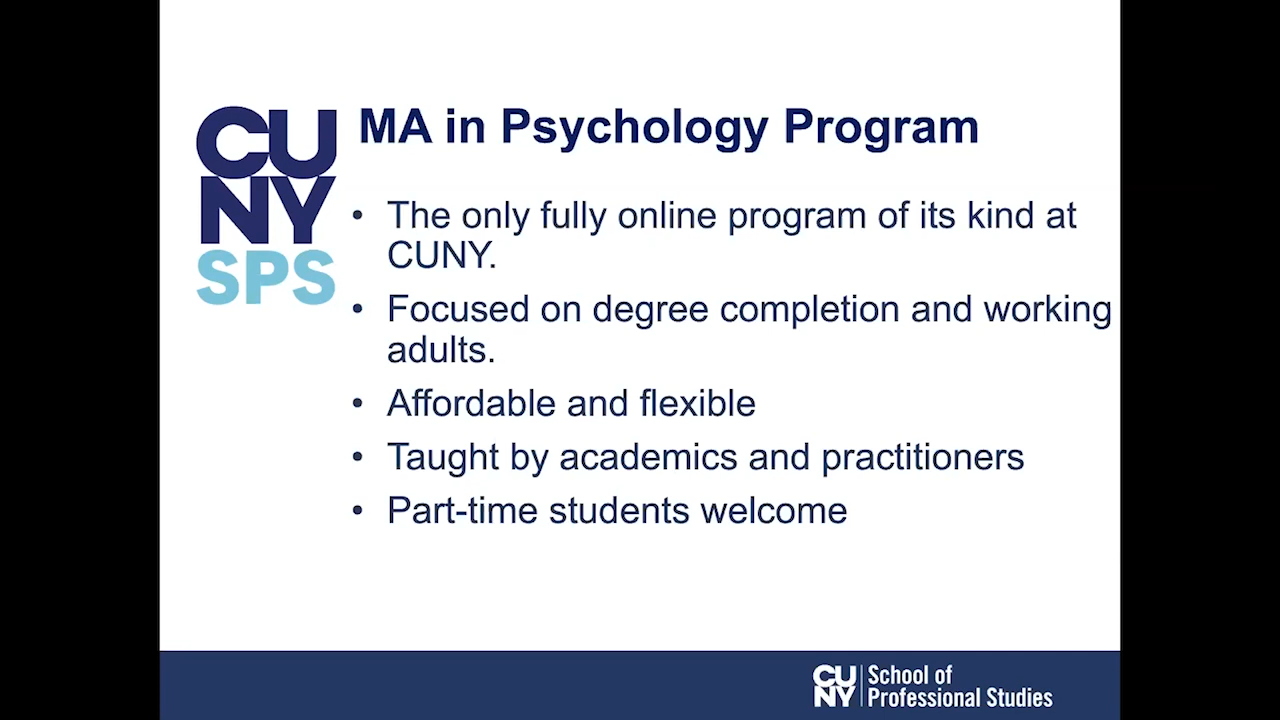 CU
NY
SPS
MA in Psychology Program
• The only fully online program of its kind at
CUNY.
• Focused on degree completion and working
adults.
• Affordable and flexible
• Taught by academics and practitioners
• Part-time students welcome
CU
NY
School of
Professional Studies